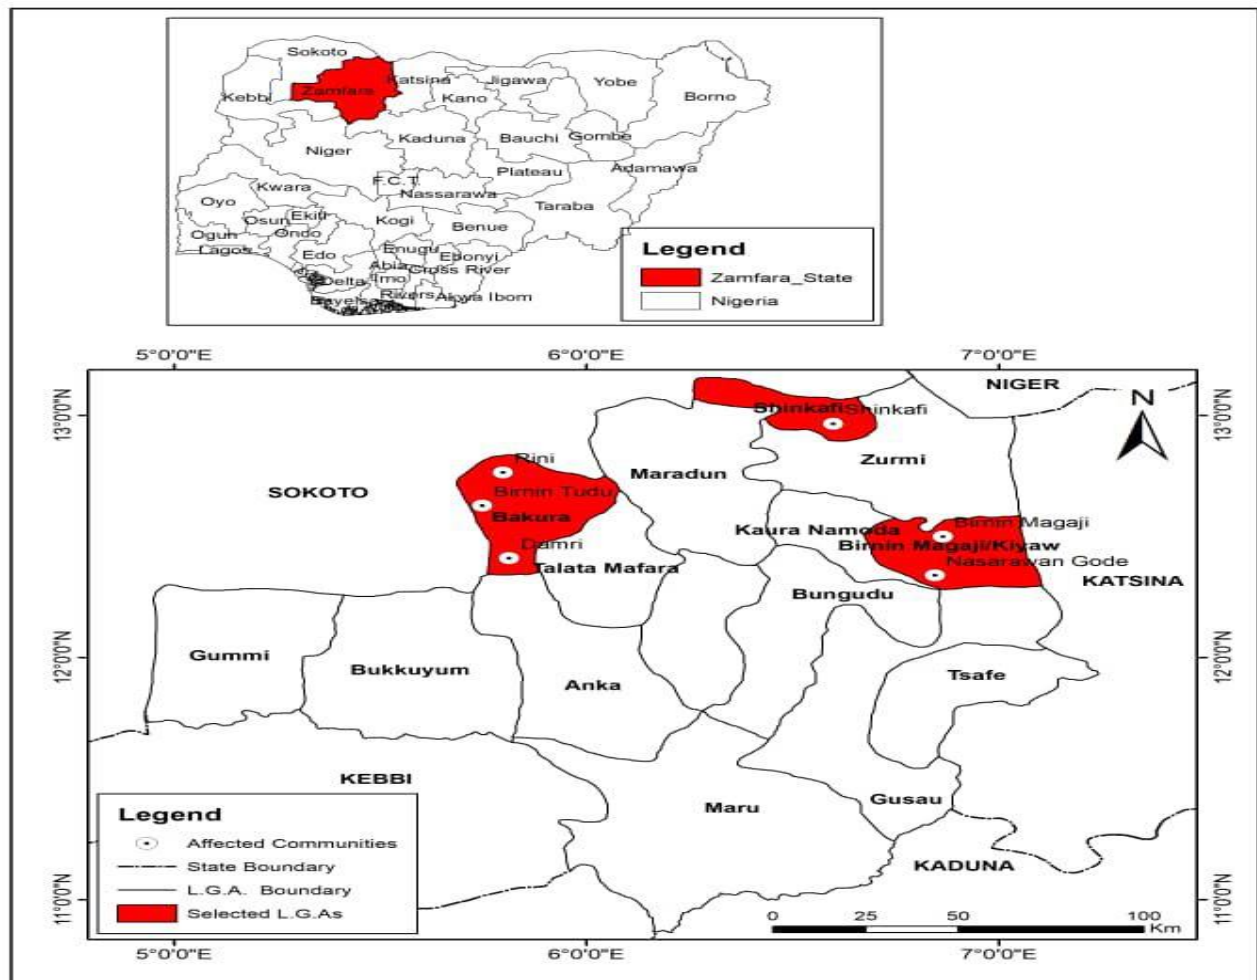 Sokoto
Katsina
Jigawa
Yobe
Zamfara
Kebbi
Kano
Borno
Kaduna
Bauchi
Gombe
Niger
Plateau
Adamawa
F.C.T
Kwara
Nassarawa
Oyo
Taraba
Osun
Ekiti
Kogi
Benue
Ogun
Ondo
Lagos
Edo
Enugu
Ebonyi
Abia
Cross River
Delta
Imo
Rivers
Akwa Ibom
Bayelsa
Legend
Zamfara_State
Nigeria
5°0'0"E
6°0'0"E
7°0'0"E
NIGER
N
13°0'0"N
13°0'0"N
Shinkafi
Shinkafi
Zurmi
Rini
Maradun
SOKOTO
Birnin Tudu
Bakura
Kaura Namoda
Birnin Magaji
Birnin Magaji/Kiyaw
Damri
Talata Mafara
Nasarawan Gode
KATSINA
Bungudu
12°0'0"N
12°0'0"N
Gummi
Bukkuyum
Anka
Tsafe
KEBBI
Maru
Gusau
KADUNA
Legend
Affected Communities
State Boundary
L.G.A. Boundary
Selected L.G.As
11°0'0"N
11°0'0"N
0 25 50 100
Km
5°0'0"E
6°0'0"E
7°0'0"E